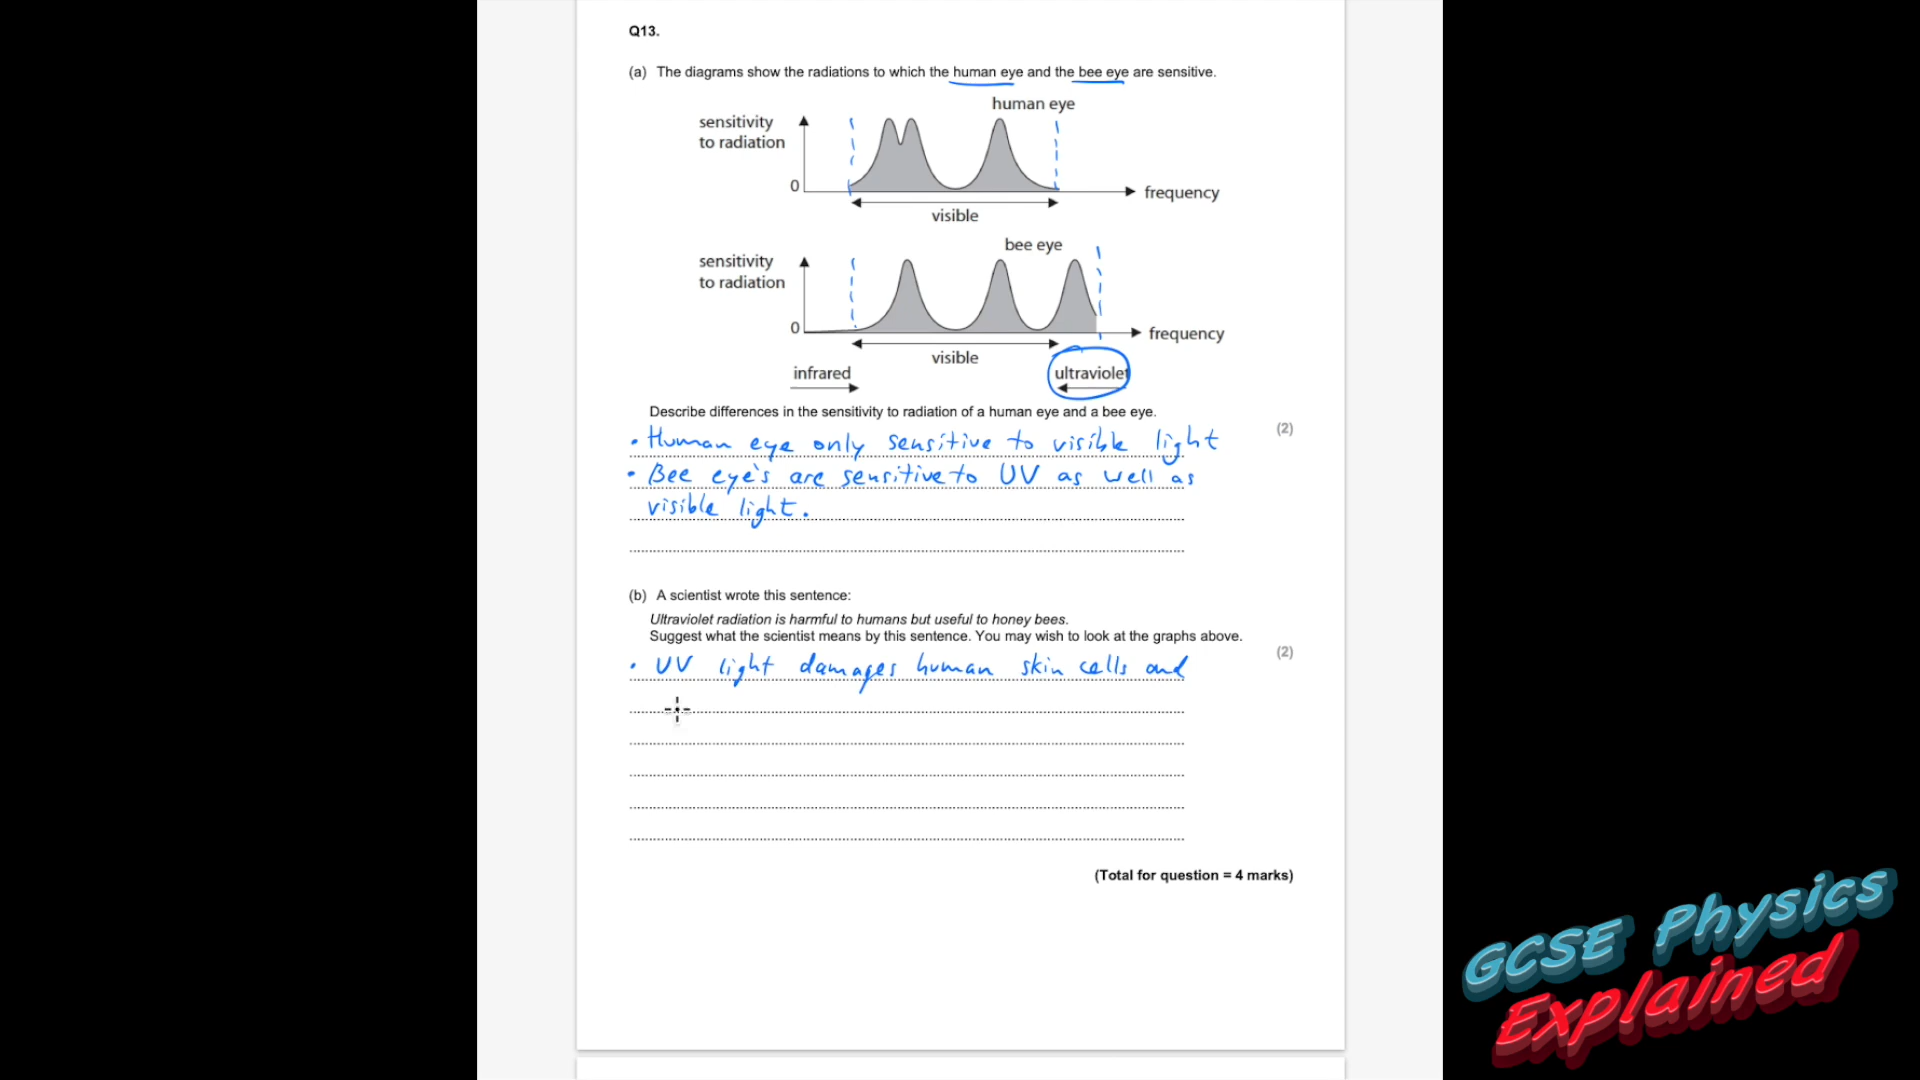 Q13.
(a) The diagrams show the radiations to which the human eye and the bee eye are sensitive.
human eye
sensitivity
to radiation
0
frequency
visible
bee eye
sensitivity
to radiation
0
frequency
visible
infrared
ultraviolet
Describe differences in the sensitivity to radiation of a human eye and a bee eye.
(2)
• Human eye only sensitive to visible light
• Bee eye's are sensitive to UV as well as
visible light.
(b) A scientist wrote this sentence:
Ultraviolet radiation is harmful to humans but useful to honey bees.
Suggest what the scientist means by this sentence. You may wish to look at the graphs above.
(2)
• UV light damages human skin cells and
(Total for question = 4 marks)
GCSE Physics
Explained